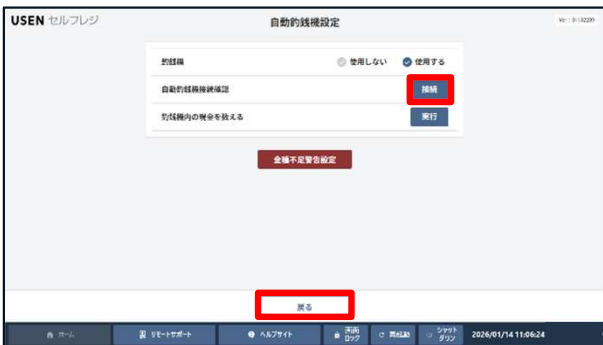 USEN セルフレジ
自動釣銭機設定
釣銭機
使用しない
使用する
自動釣銭機接続確認
接続
釣銭機内の現金を数える
実行
金種不足警告設定
戻る
ホーム
リモートサポート
ヘルプサイト
画面
ロック
再起動
シャット
ダウン
2026/01/14 11:06:24